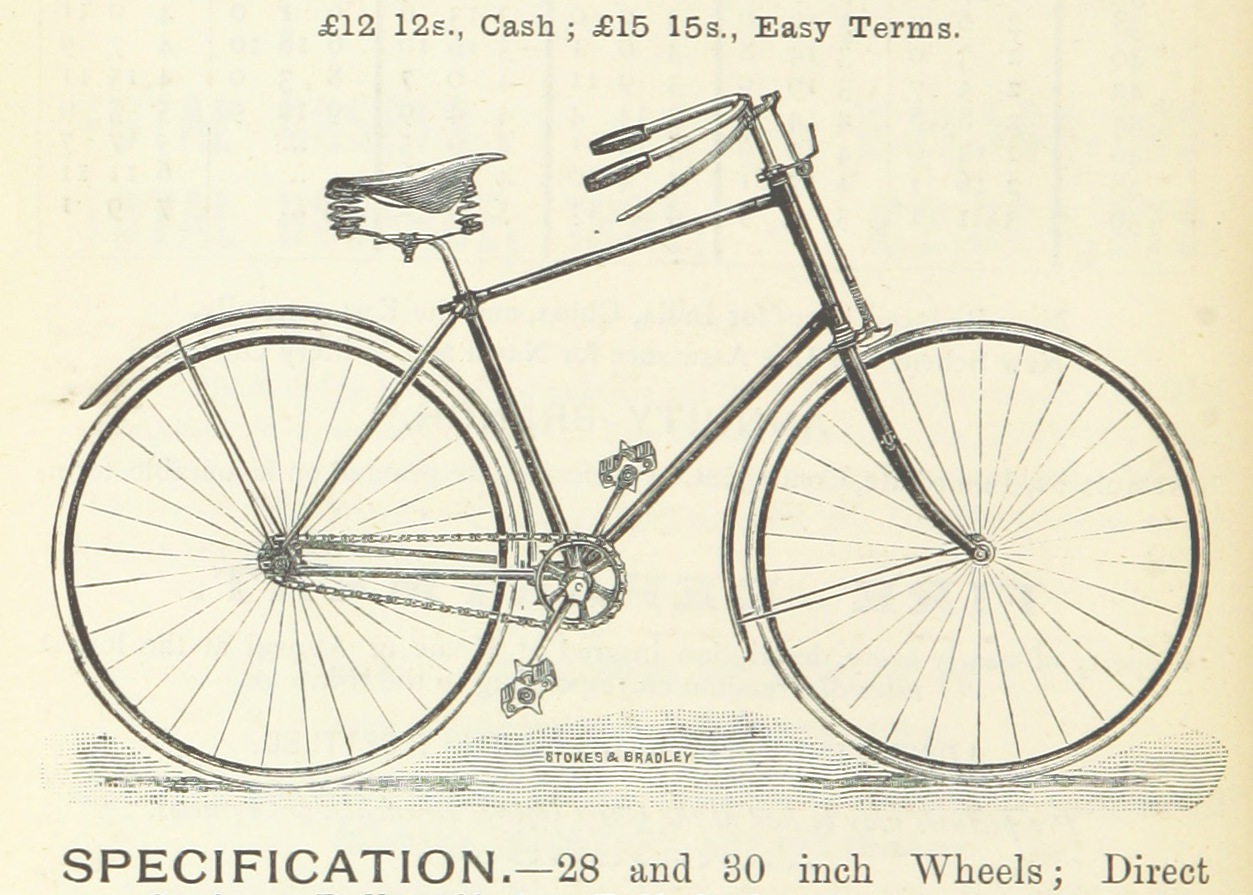 £12 12s., Cash ; £15 15s., Easy Terms.
STOKES & BRADLEY
SPECIFICATION.—28 and 30 inch Wheels; Direct